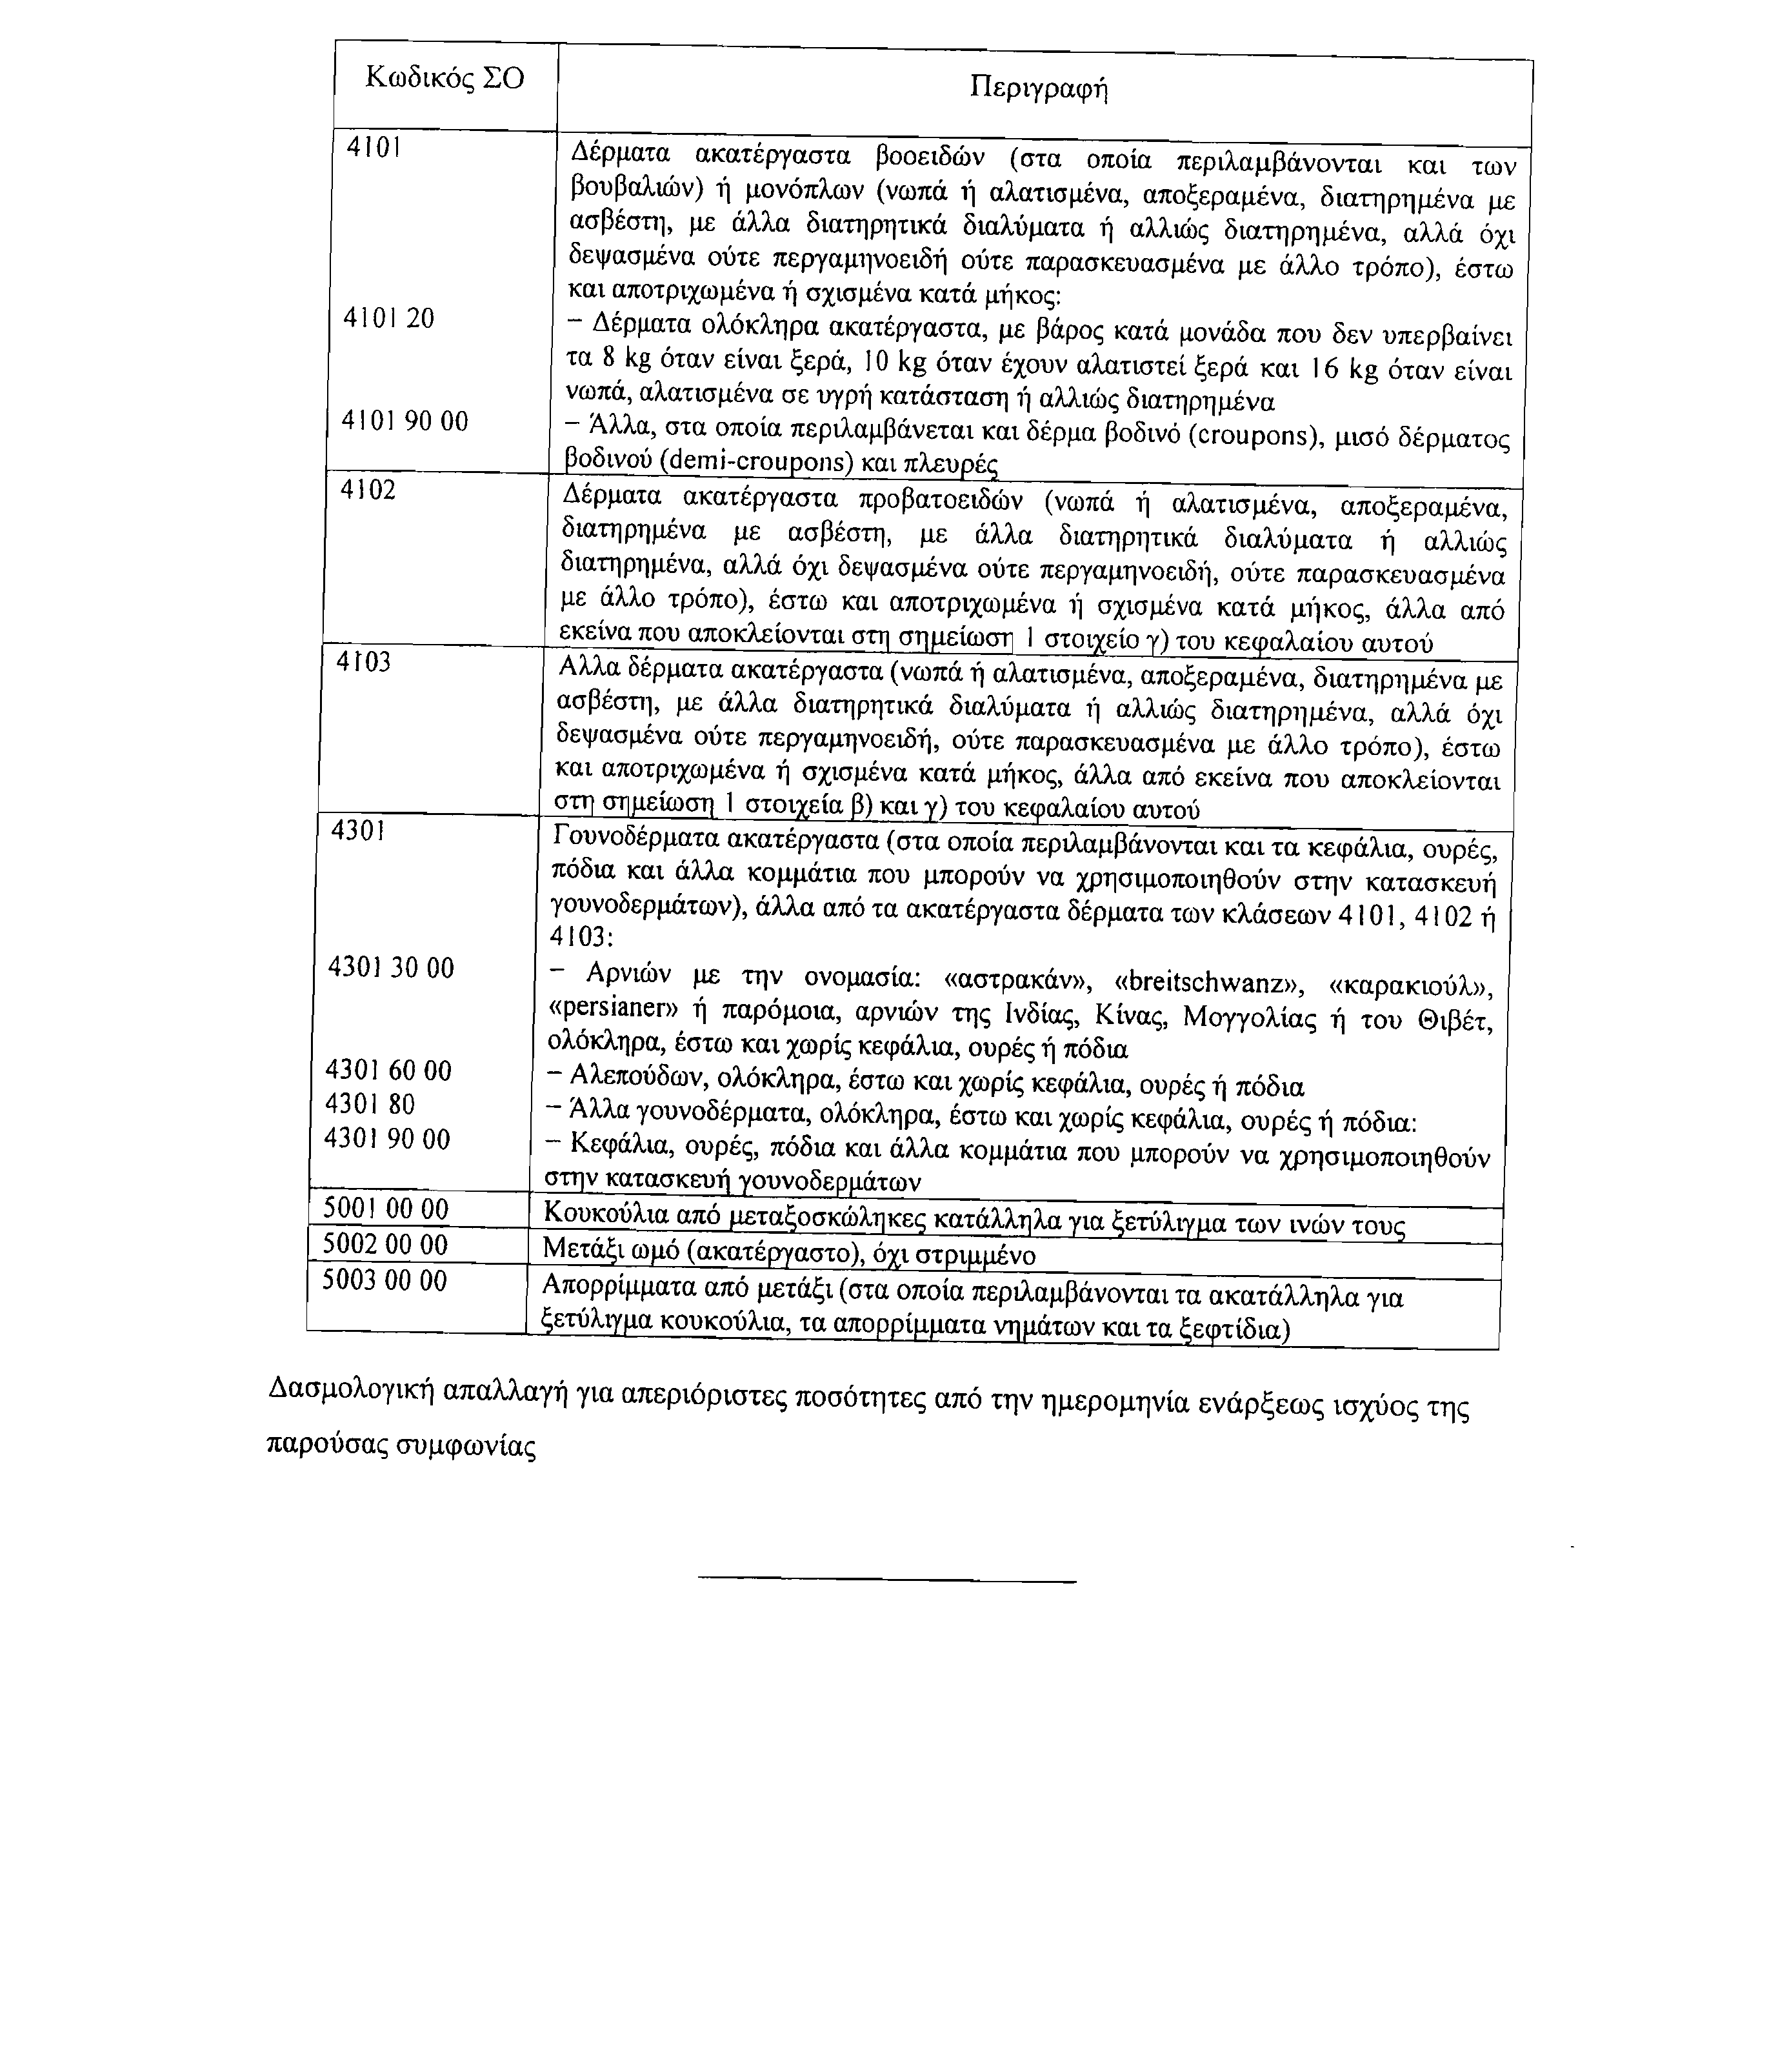 Κωδικός ΣΟ
Περιγραφή
4101
Δέρματα ακατέργαστα βοοειδών (στα οποία περιλαμβάνονται και των
βουβαλιών) ή μονόπλων (νωπά ή αλατισμένα, αποξεραμένα, διατηρημένα με
ασβέστη, με άλλα διατηρητικά διαλύματα ή αλλιώς διατηρημένα, αλλά όχι
δεψασμένα ούτε περγαμηνοειδή ούτε παρασκευασμένα με άλλο τρόπο), έστω
και αποτριχωμένα ή σχισμένα κατά μήκος:
4101 20
– Δέρματα ολόκληρα ακατέργαστα, με βάρος κατά μονάδα που δεν υπερβαίνει
τα 8 kg όταν είναι ξερά, 10 kg όταν έχουν αλατιστεί ξερά και 16 kg όταν είναι
νωπά, αλατισμένα σε υγρή κατάσταση ή αλλιώς διατηρημένα
4101 90 00
– Άλλα, στα οποία περιλαμβάνεται και δέρμα βοδινό (croupons), μισό δέρματος
βοδινού (demi-croupons) και πλευρές
4102
Δέρματα ακατέργαστα προβατοειδών (νωπά ή αλατισμένα, αποξεραμένα,
διατηρημένα με ασβέστη, με άλλα διατηρητικά διαλύματα ή αλλιώς
διατηρημένα, αλλά όχι δεψασμένα ούτε περγαμηνοειδή, ούτε παρασκευασμένα
με άλλο τρόπο), έστω και αποτριχωμένα ή σχισμένα κατά μήκος, άλλα από
εκείνα που αποκλείονται στη σημείωση 1 στοιχείο γ) του κεφαλαίου αυτού
4103
Αλλα δέρματα ακατέργαστα (νωπά ή αλατισμένα, αποξεραμένα, διατηρημένα με
ασβέστη, με άλλα διατηρητικά διαλύματα ή αλλιώς διατηρημένα, αλλά όχι
δεψασμένα ούτε περγαμηνοειδή, ούτε παρασκευασμένα με άλλο τρόπο), έστω
και αποτριχωμένα ή σχισμένα κατά μήκος, άλλα από εκείνα που αποκλείονται
στη σημείωση 1 στοιχεία β) και γ) του κεφαλαίου αυτού
4301
Γουνοδέρματα ακατέργαστα (στα οποία περιλαμβάνονται και τα κεφάλια, ουρές,
πόδια και άλλα κομμάτια που μπορούν να χρησιμοποιηθούν στην κατασκευή
γουνοδερμάτων), άλλα από τα ακατέργαστα δέρματα των κλάσεων 4101, 4102 ή
4103:
4301 30 00
– Αρνιών με την ονομασία: «αστρακάν», «breitschwanz», «καρακιούλ»,
«persianer» ή παρόμοια, αρνιών της Ινδίας, Κίνας, Μογγολίας ή του Θιβέτ,
ολόκληρα, έστω και χωρίς κεφάλια, ουρές ή πόδια
4301 60 00
– Αλεπούδων, ολόκληρα, έστω και χωρίς κεφάλια, ουρές ή πόδια
4301 80
– Άλλα γουνοδέρματα, ολόκληρα, έστω και χωρίς κεφάλια, ουρές ή πόδια:
4301 90 00
– Κεφάλια, ουρές, πόδια και άλλα κομμάτια που μπορούν να χρησιμοποιηθούν
στην κατασκευή γουνοδερμάτων
5001 00 00
Κουκούλια από μεταξοσκώληκες κατάλληλα για ξετύλιγμα των ινών τους
5002 00 00
Μετάξι ωμό (ακατέργαστο), όχι στριμμένο
5003 00 00
Απορρίμματα από μετάξι (στα οποία περιλαμβάνονται τα ακατάλληλα για
ξετύλιγμα κουκούλια, τα απορρίμματα νημάτων και τα ξεφτίδια)
Δασμολογική απαλλαγή για απεριόριστες ποσότητες από την ημερομηνία ενάρξεως ισχύος της
παρούσας συμφωνίας